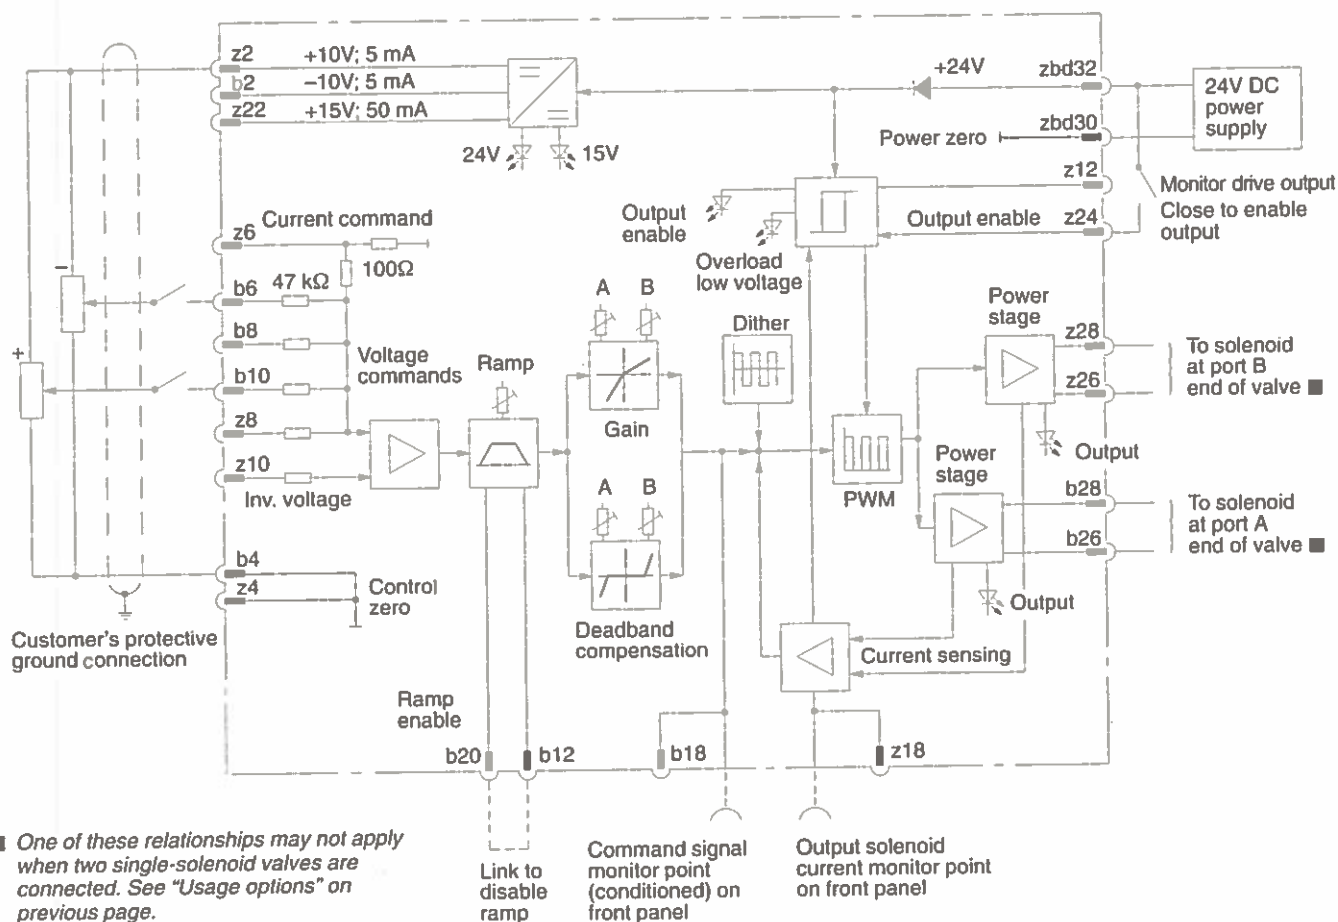 z2
+10V; 5 mA
b2
−10V; 5 mA
z22
+15V; 50 mA
24V
15V
+24V
zbd32
24V DC
power
supply
Power zero
zbd30
z12
Monitor drive output
Output enable
z24
Close to enable
output
Output
enable
Overload
low voltage
z6
Current command
100Ω
−
b6
47 kΩ
b8
+
b10
Voltage
commands
z8
z10
Inv. voltage
Ramp
A
B
Gain
Dither
A
B
Deadband
compensation
PWM
Power
stage
z28
z26
To solenoid
at port B
end of valve ■
Output
Power
stage
b28
b26
To solenoid
at port A
end of valve ■
Output
Current sensing
b4
z4
Control
zero
Customer's protective
ground connection
Ramp
enable
b20
b12
b18
z18
Link to
disable
ramp
Command signal
monitor point
(conditioned) on
front panel
Output solenoid
current monitor point
on front panel
■ One of these relationships may not apply
when two single-solenoid valves are
connected. See “Usage options” on
previous page.